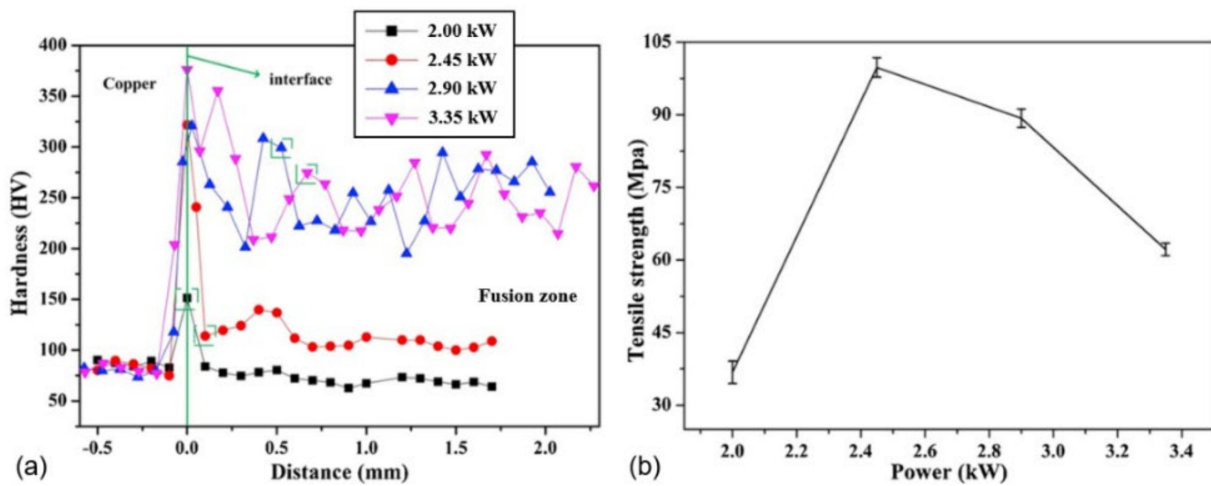 2.00 kW
2.45 kW
2.90 kW
3.35 kW
400
350
300
250
200
150
100
50
Hardness (HV)
Copper
interface
Fusion zone
-0.5
0.0
0.5
1.0
1.5
2.0
Distance (mm)
(a)
105
90
75
60
45
30
Tensile strength (Mpa)
2.0
2.2
2.4
2.6
2.8
3.0
3.2
3.4
Power (kW)
(b)